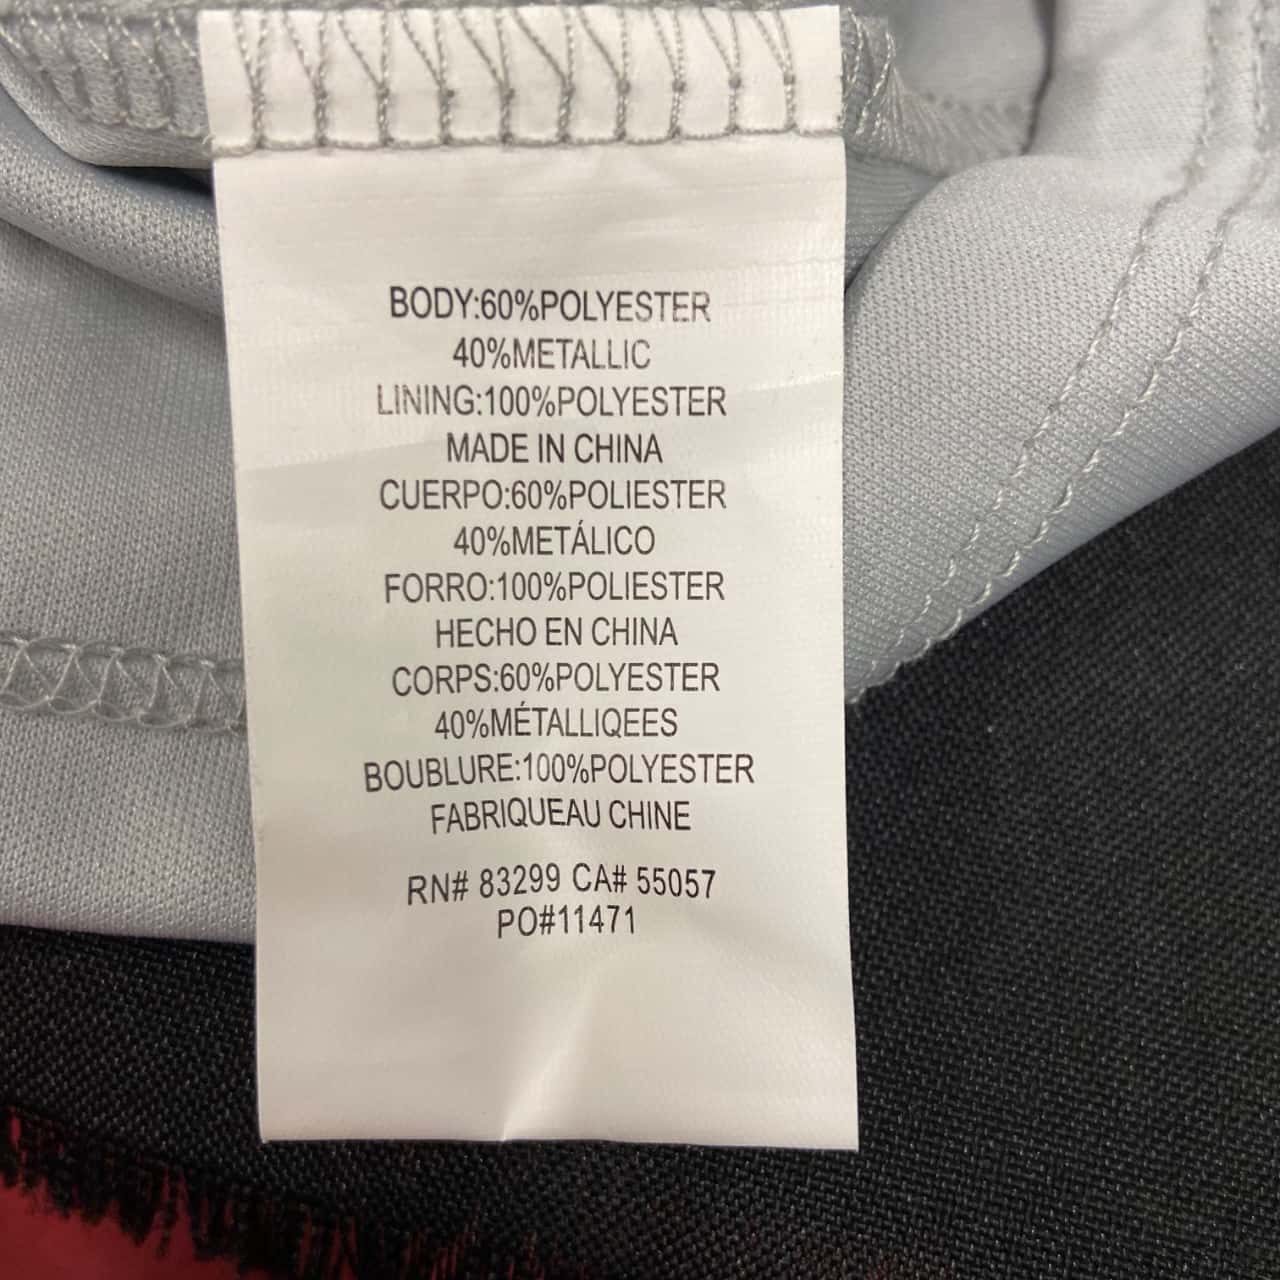 BODY:60%POLYESTER
40%METALLIC
LINING:100%POLYESTER
MADE IN CHINA
CUERPO:60%POLIESTER
40%METÁLICO
FORRO:100%POLIESTER
HECHO EN CHINA
CORPS:60%POLYESTER
40%MÉTALLIQEES
BOUBLURE:100%POLYESTER
FABRIQUEAU CHINE
RN# 83299 CA# 55057
PO#11471